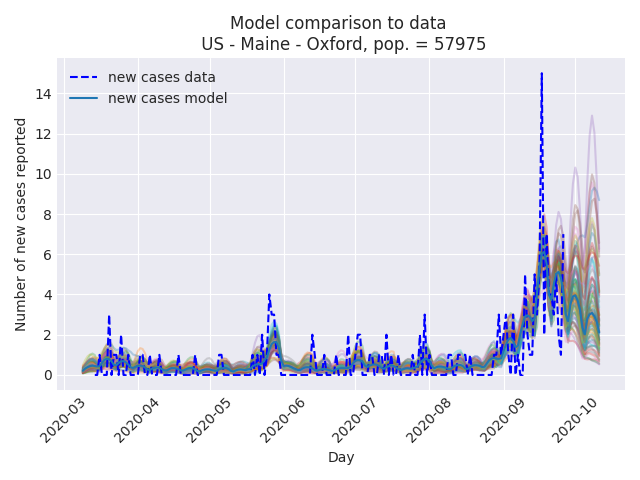 Model comparison to data
US - Maine - Oxford, pop. = 57975
new cases data
new cases model
Number of new cases reported
14
12
10
8
6
4
2
0
2020-03
2020-04
2020-05
2020-06
2020-07
2020-08
2020-09
2020-10
Day